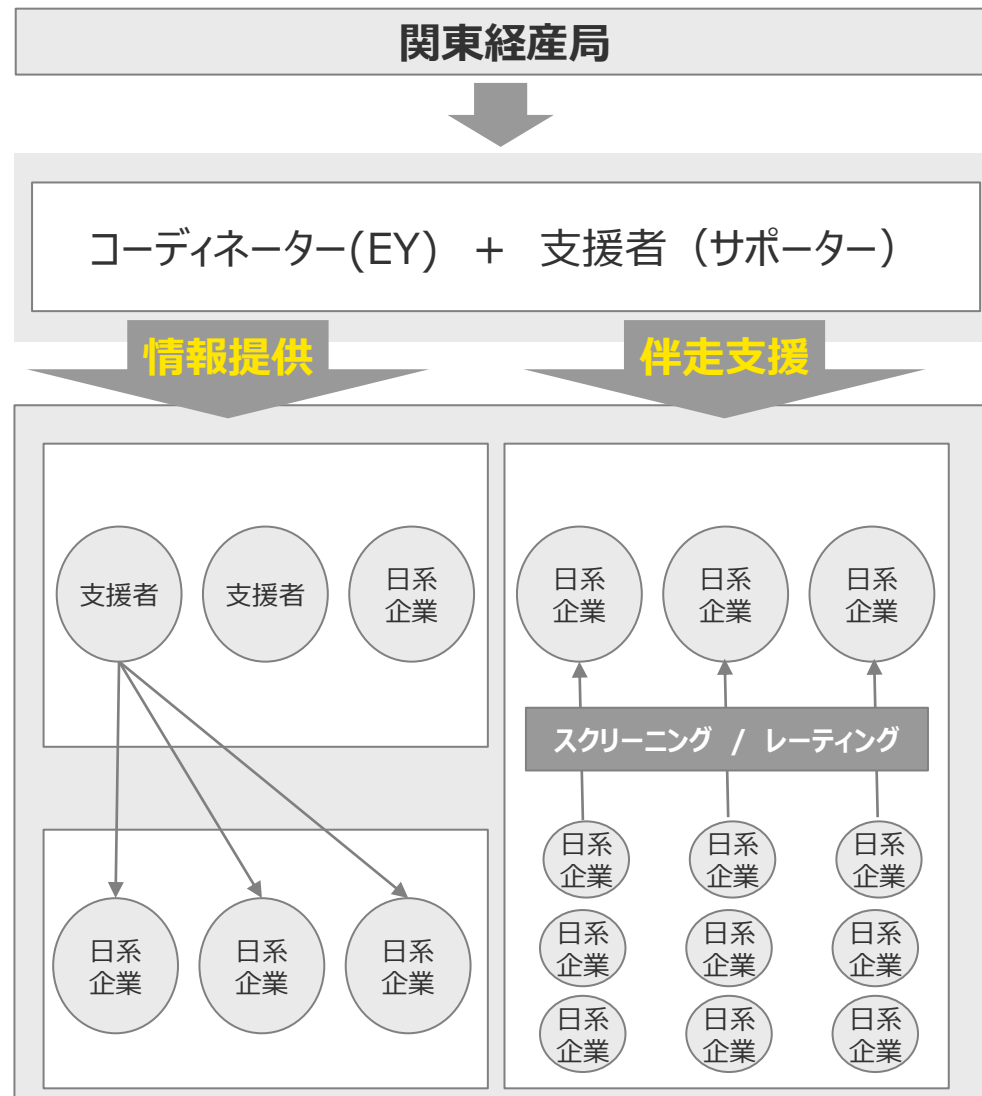 関東経産局
コーディネーター(EY) + 支援者（サポーター）
情報提供
伴走支援
支援者
支援者
日系
企業
日系
企業
日系
企業
日系
企業
日系
企業
日系
企業
日系
企業
スクリーニング / レーティング
日系
企業
日系
企業
日系
企業
日系
企業
日系
企業
日系
企業
日系
企業
日系
企業
日系
企業